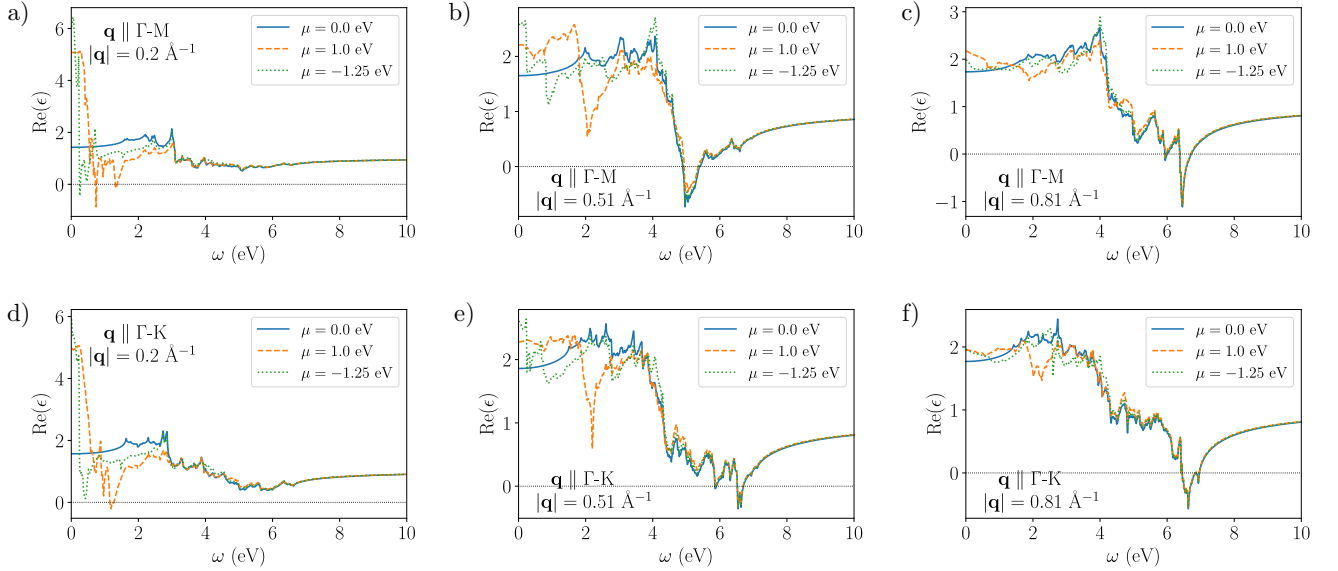 a)
q ∥ Γ-M
|q| = 0.2 Å⁻¹
μ = 0.0 eV
μ = 1.0 eV
μ = −1.25 eV
Re(ϵ)
6
4
2
0
0 2 4 6 8 10
ω (eV)
b)
q ∥ Γ-M
|q| = 0.51 Å⁻¹
μ = 0.0 eV
μ = 1.0 eV
μ = −1.25 eV
Re(ϵ)
2
1
0
0 2 4 6 8 10
ω (eV)
c)
q ∥ Γ-M
|q| = 0.81 Å⁻¹
μ = 0.0 eV
μ = 1.0 eV
μ = −1.25 eV
Re(ϵ)
3
2
1
0
−1
0 2 4 6 8 10
ω (eV)
d)
q ∥ Γ-K
|q| = 0.2 Å⁻¹
μ = 0.0 eV
μ = 1.0 eV
μ = −1.25 eV
Re(ϵ)
6
4
2
0
0 2 4 6 8 10
ω (eV)
e)
q ∥ Γ-K
|q| = 0.51 Å⁻¹
μ = 0.0 eV
μ = 1.0 eV
μ = −1.25 eV
Re(ϵ)
2
1
0
0 2 4 6 8 10
ω (eV)
f)
q ∥ Γ-K
|q| = 0.81 Å⁻¹
μ = 0.0 eV
μ = 1.0 eV
μ = −1.25 eV
Re(ϵ)
2
1
0
0 2 4 6 8 10
ω (eV)